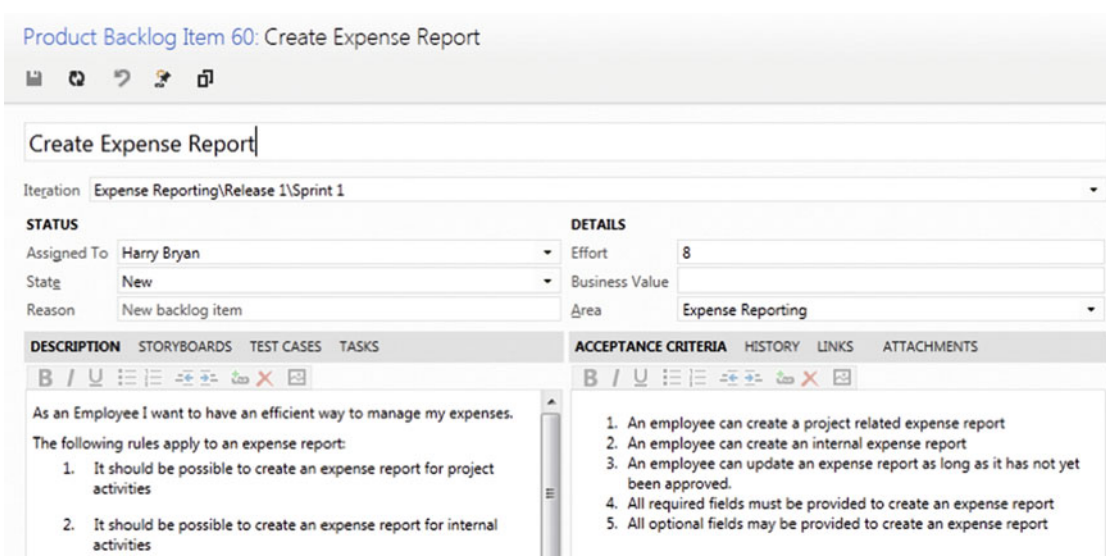 Product Backlog Item 60: Create Expense Report
Create Expense Report
Iteration Expense Reporting\Release 1\Sprint 1
STATUS
Assigned To Harry Bryan
State New
Reason New backlog item
DETAILS
Effort 8
Business Value
Area Expense Reporting
DESCRIPTION STORYBOARDS TEST CASES TASKS
B I U
As an Employee I want to have an efficient way to manage my expenses.
The following rules apply to an expense report:
1. It should be possible to create an expense report for project
activities
2. It should be possible to create an expense report for internal
activities
ACCEPTANCE CRITERIA HISTORY LINKS ATTACHMENTS
B I U
1. An employee can create a project related expense report
2. An employee can create an internal expense report
3. An employee can update an expense report as long as it has not yet
been approved.
4. All required fields must be provided to create an expense report
5. All optional fields may be provided to create an expense report